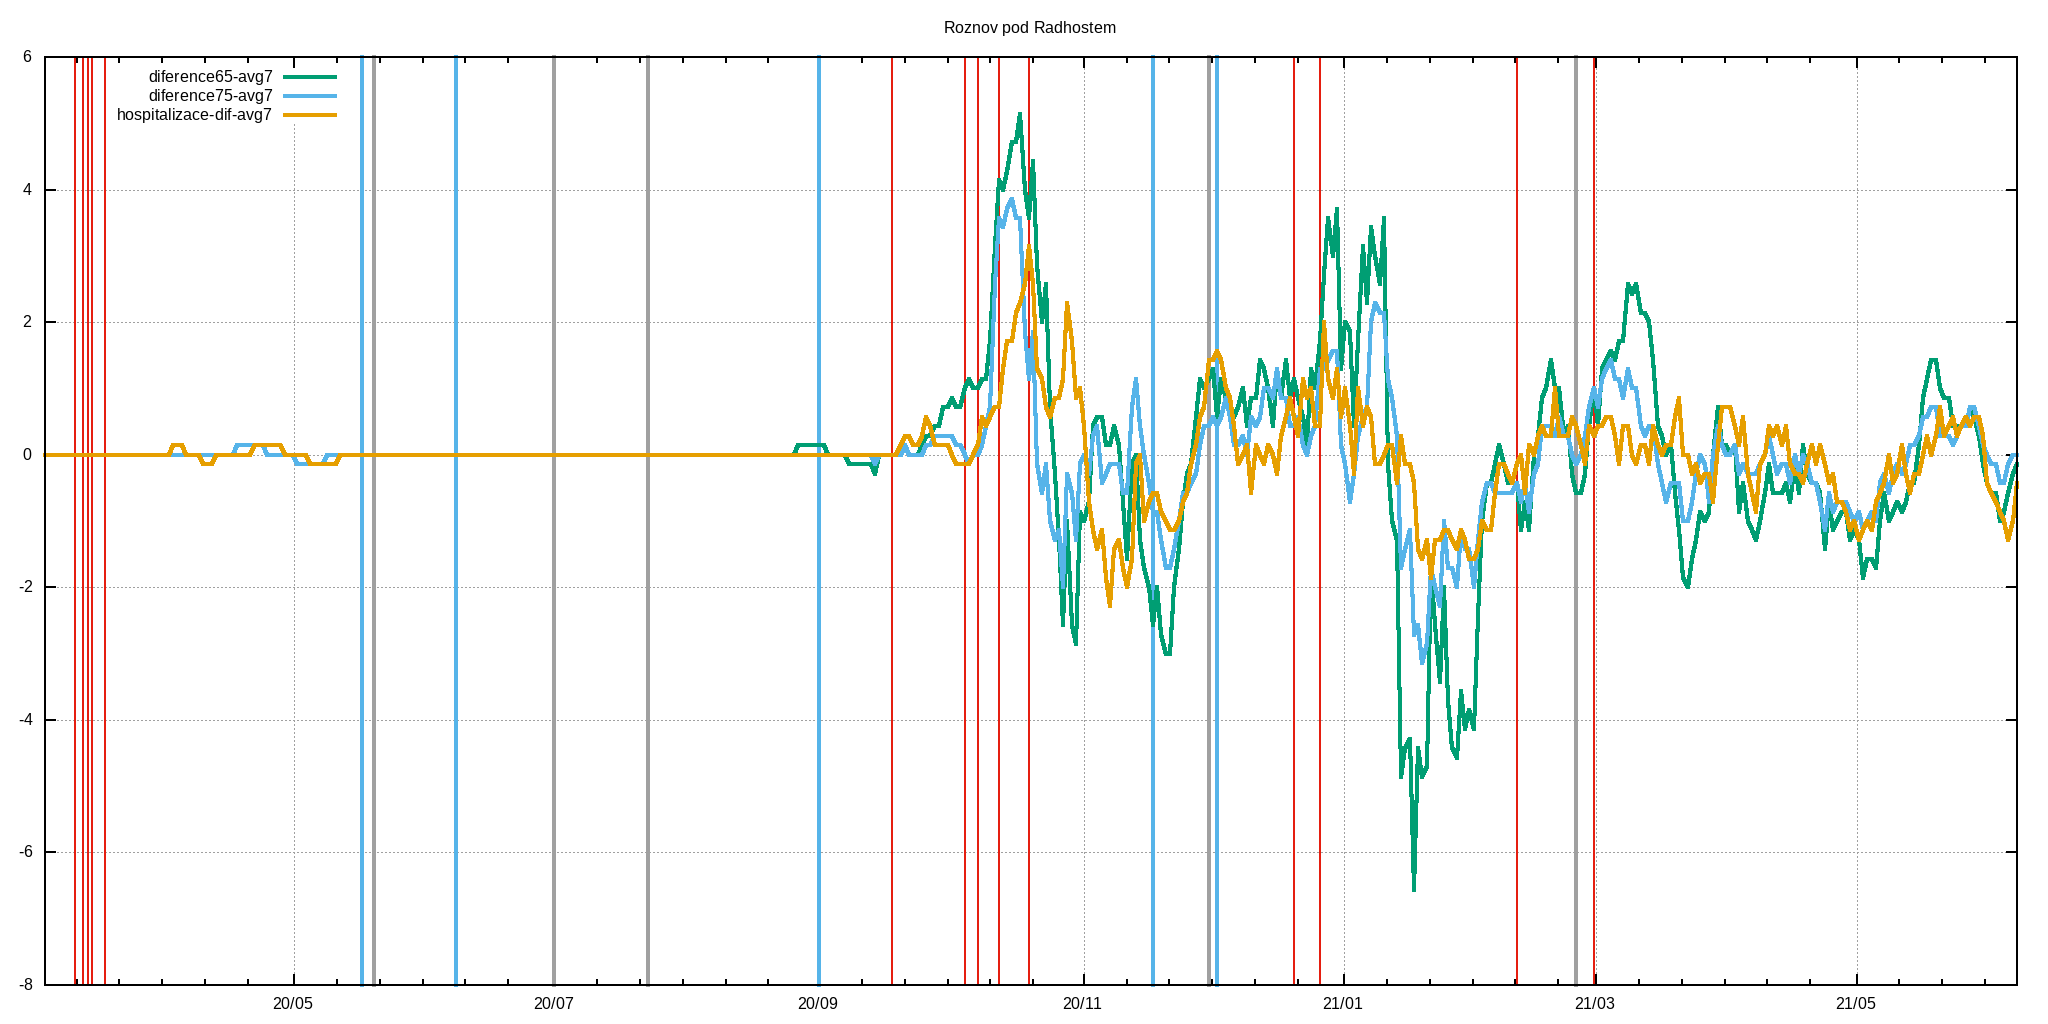 Roznov pod Radhostem
diference65-avg7
diference75-avg7
hospitalizace-dif-avg7
6
4
2
0
-2
-4
-6
-8
20/05 20/07 20/09 20/11 21/01 21/03 21/05